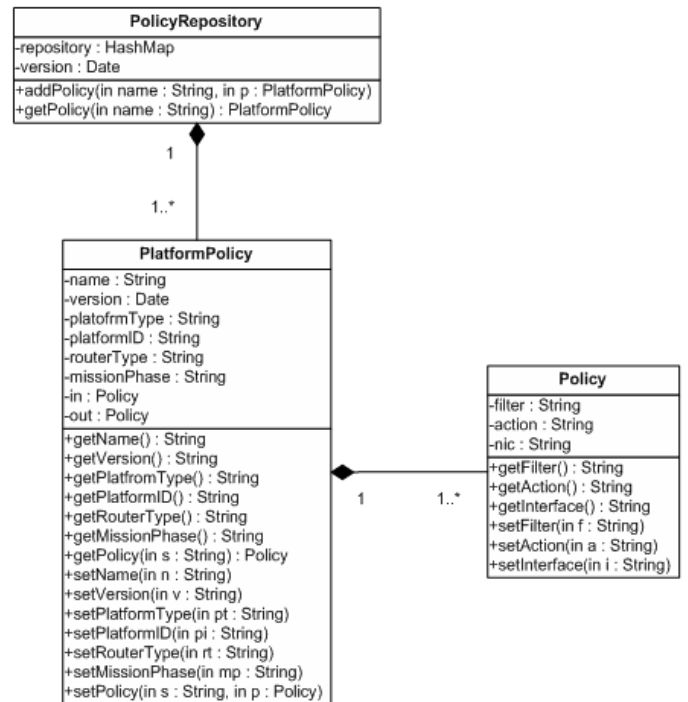 PolicyRepository
-repository : HashMap
-version : Date
+addPolicy(in name : String, in p : PlatformPolicy)
+getPolicy(in name : String) : PlatformPolicy
1
1..*
PlatformPolicy
-name : String
-version : Date
-platofrmType : String
-platformID : String
-routerType : String
-missionPhase : String
-in : Policy
-out : Policy
+getName() : String
+getVersion() : String
+getPlatfromType() : String
+getPlatformID() : String
+getRouterType() : String
+getMissionPhase() : String
+getPolicy(in s : String) : Policy
+setName(in n : String)
+setVersion(in v : String)
+setPlatformType(in pt : String)
+setPlatformID(in pi : String)
+setRouterType(in rt : String)
+setMissionPhase(in mp : String)
+setPolicy(in s : String, in p : Policy)
1
1..*
Policy
-filter : String
-action : String
-nic : String
+getFilter() : String
+getAction() : String
+getInterface() : String
+setFilter(in f : String)
+setAction(in a : String)
+setInterface(in i : String)